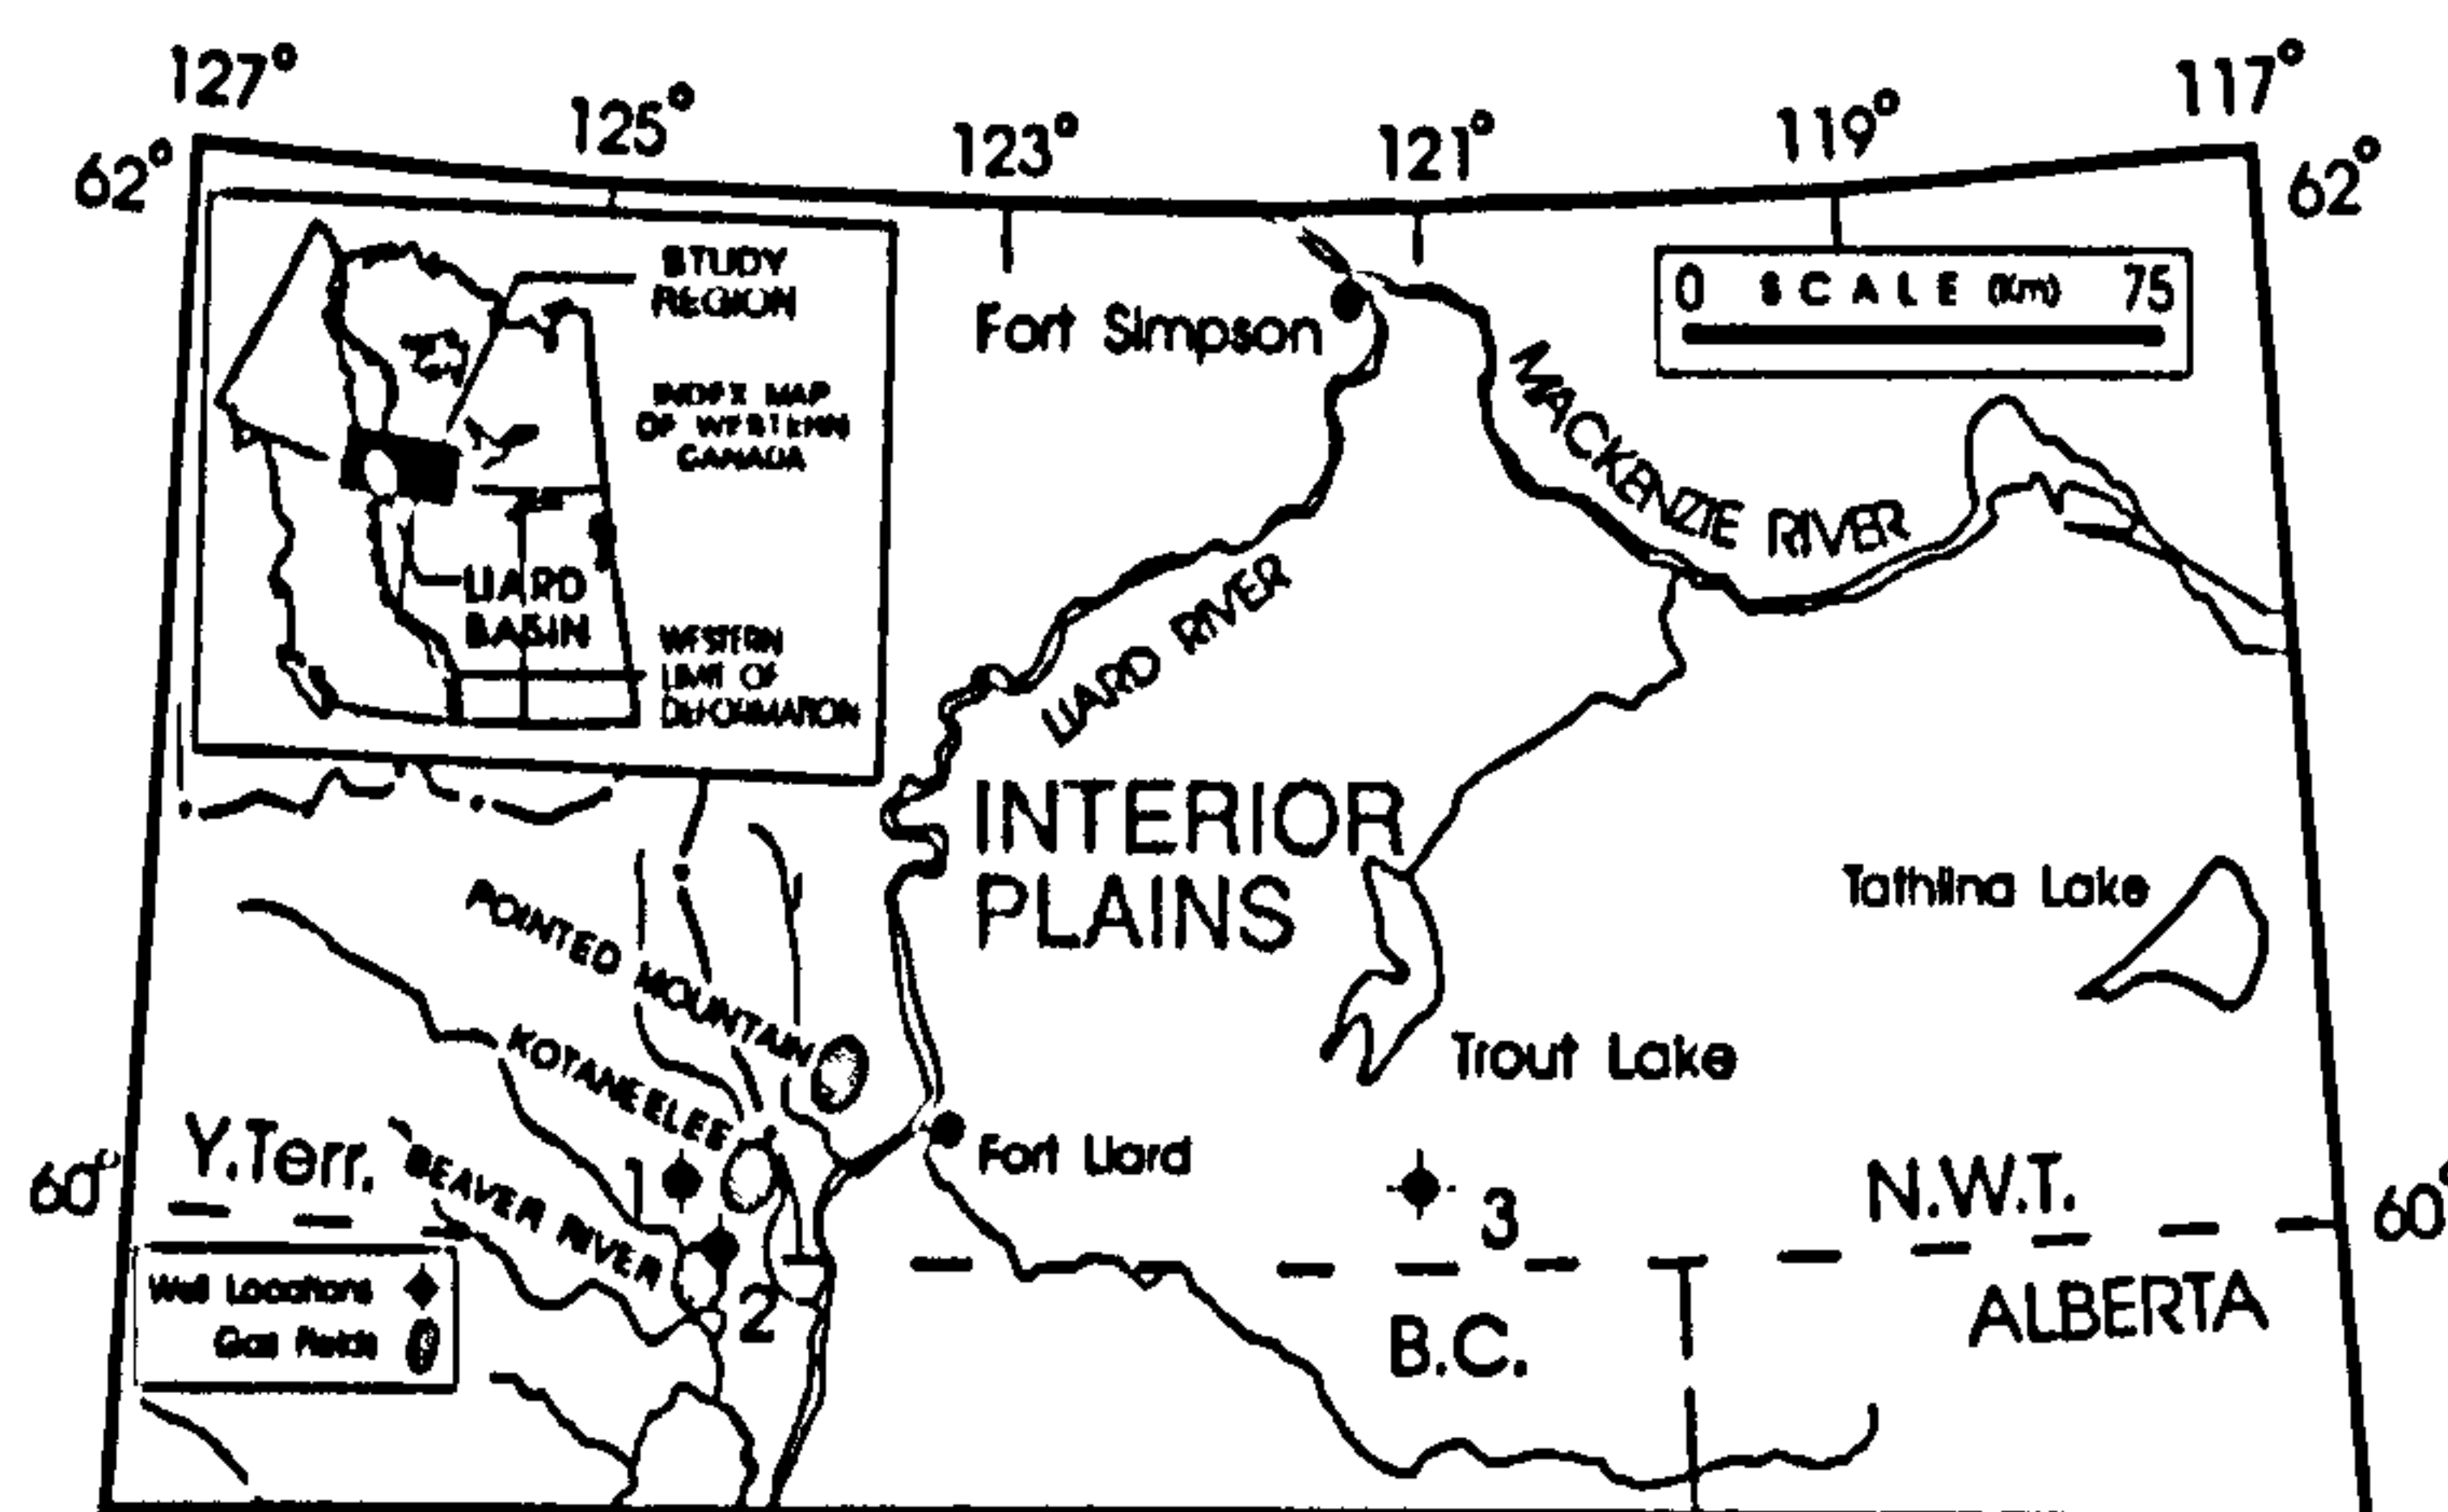 127°
125°
123°
121°
119°
117°
62°
62°
STUDY
REGION
INDEX MAP
OF WESTERN
CANADA
LIARD
BASIN
WESTERN
LIMIT OF
DEFORMATION
0 SCALE (Km) 75
Fort Simpson
MACKENZIE RIVER
LIARD RIVER
INTERIOR
PLAINS
Tathlina Lake
Trout Lake
POINTED MOUNTAIN
KOTANEELEE
BEAVER RIVER
Y.Terr.
Fort Liard
N.W.T.
60°
60°
1
2
3
Well Locations
Gas Fields
B.C.
ALBERTA